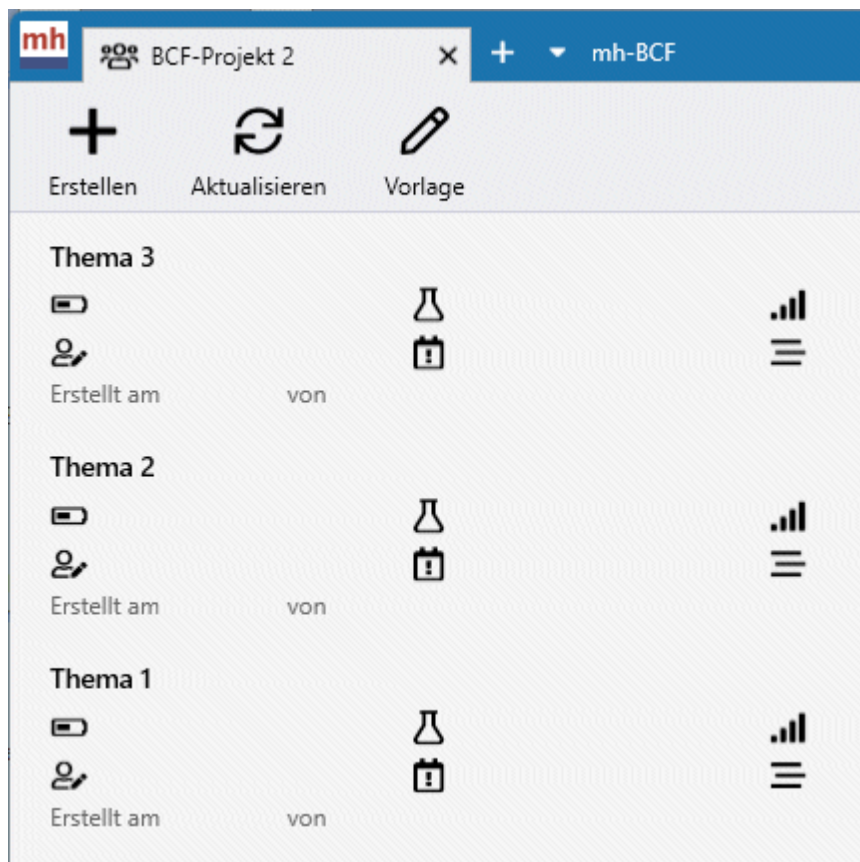 mh BCF-Projekt 2 mh-BCF
Erstellen Aktualisieren Vorlage
Thema 3
Erstellt am von
Thema 2
Erstellt am von
Thema 1
Erstellt am von